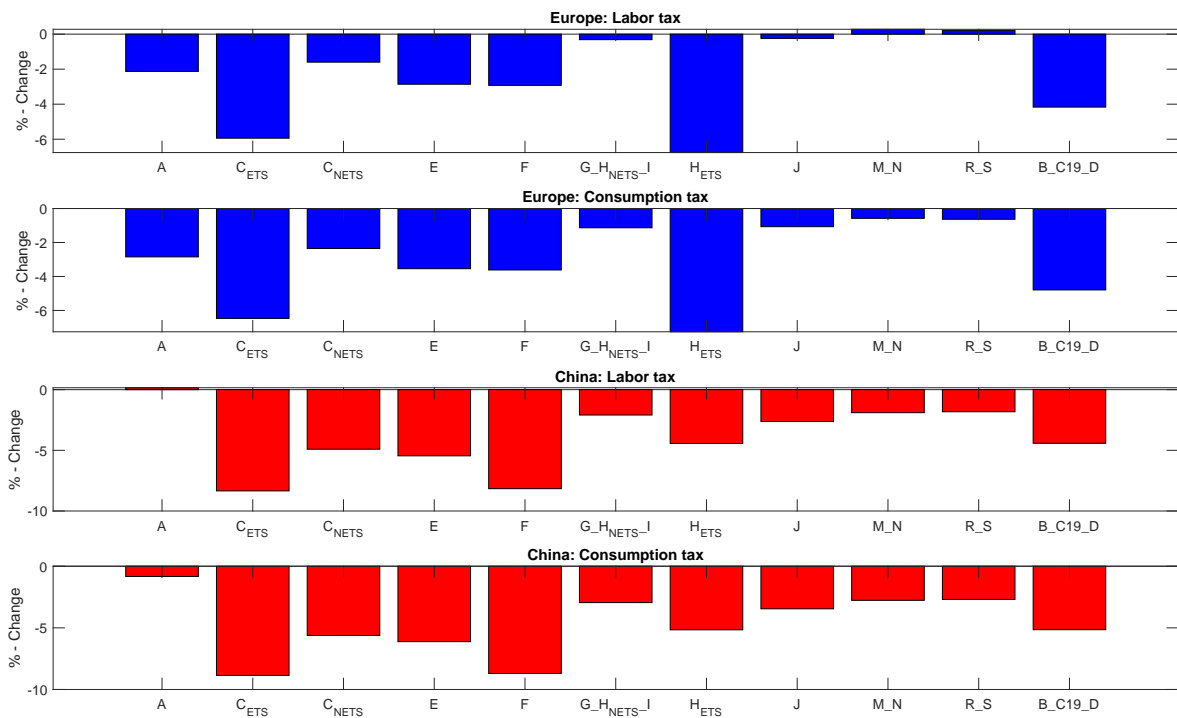 Europe: Labor tax
% - Change
0
-2
-4
-6
A C_ETS C_NETS E F G_H_NETS_I H_ETS J M_N R_S B_C19_D
Europe: Consumption tax
% - Change
0
-2
-4
-6
A C_ETS C_NETS E F G_H_NETS_I H_ETS J M_N R_S B_C19_D
China: Labor tax
% - Change
0
-5
-10
A C_ETS C_NETS E F G_H_NETS_I H_ETS J M_N R_S B_C19_D
China: Consumption tax
% - Change
0
-5
-10
A C_ETS C_NETS E F G_H_NETS_I H_ETS J M_N R_S B_C19_D